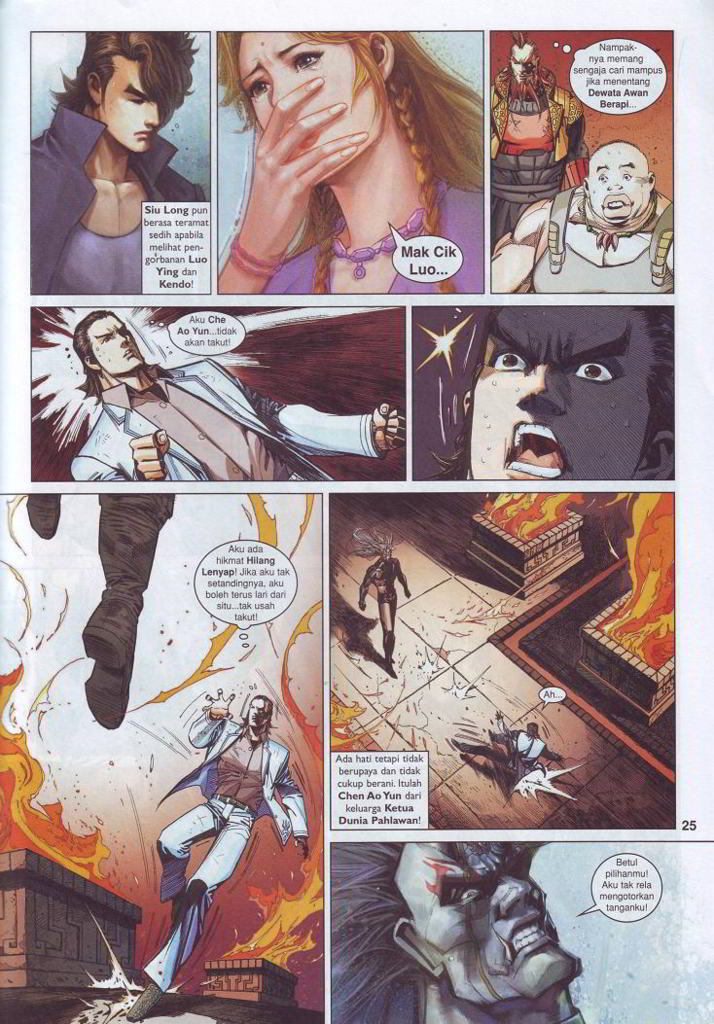 Siu Long pun
berasa teramat
sedih apabila
melihat pen-
gorbanan Luo
Ying dan
Kendo!
Mak Cik
Luo...
Nampak-
nya memang
sengaja cari mampus
jika menentang
Dewata Awan
Berapi...
Aku Che
Ao Yun...tidak
akan takut!
Aku ada
hikmat Hilang
Lenyap! Jika aku tak
setandingnya, aku
boleh terus lari dari
situ...tak usah
takut!
Ah...
Ada hati tetapi tidak
berupaya dan tidak
cukup berani. Itulah
Chen Ao Yun dari
keluarga Ketua
Dunia Pahlawan!
25
Betul
pilihanmu!
Aku tak rela
mengotorkan
tanganku!